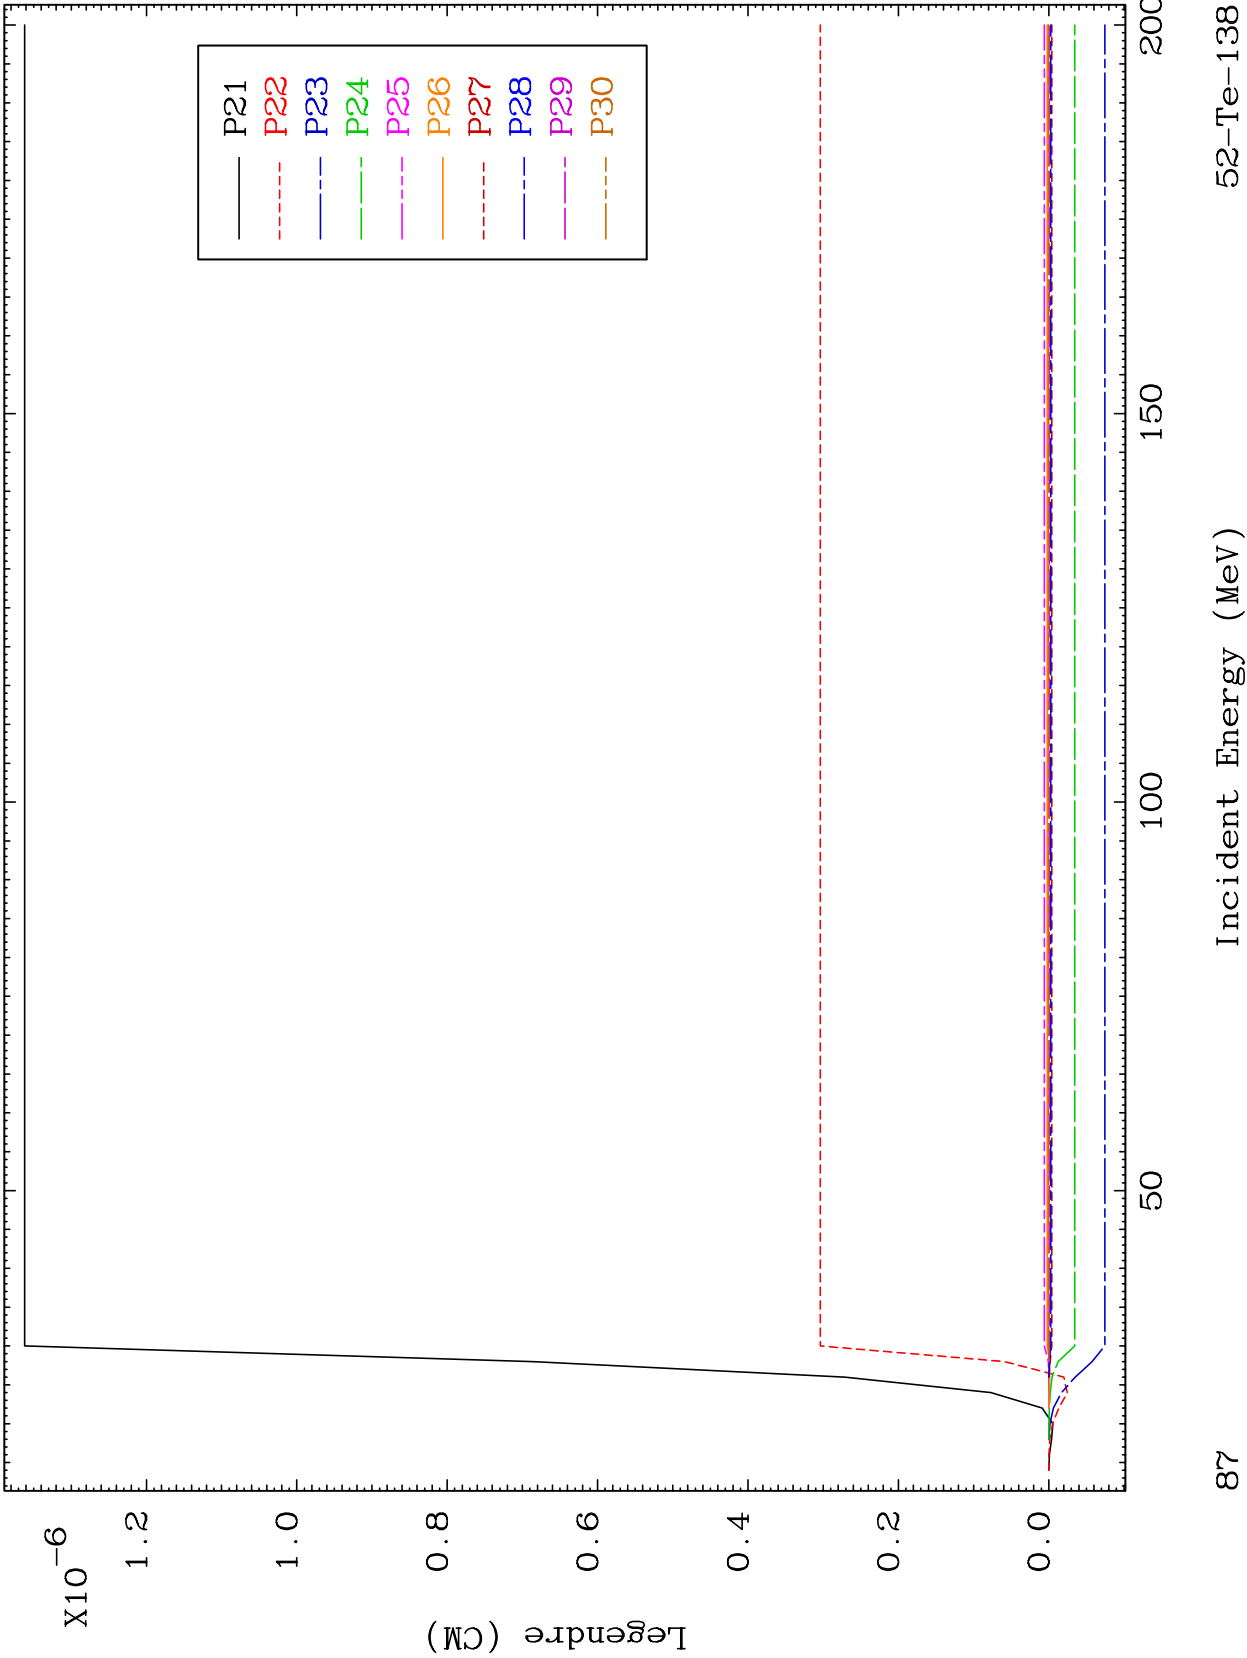 X10-6
1.2
1.0
0.8
0.6
0.4
0.2
0.0
Legendre (CM)
P21
P22
P23
P24
P25
P26
P27
P28
P29
P30
50
100
150
200
Incident Energy (MeV)
87
52-Te-138